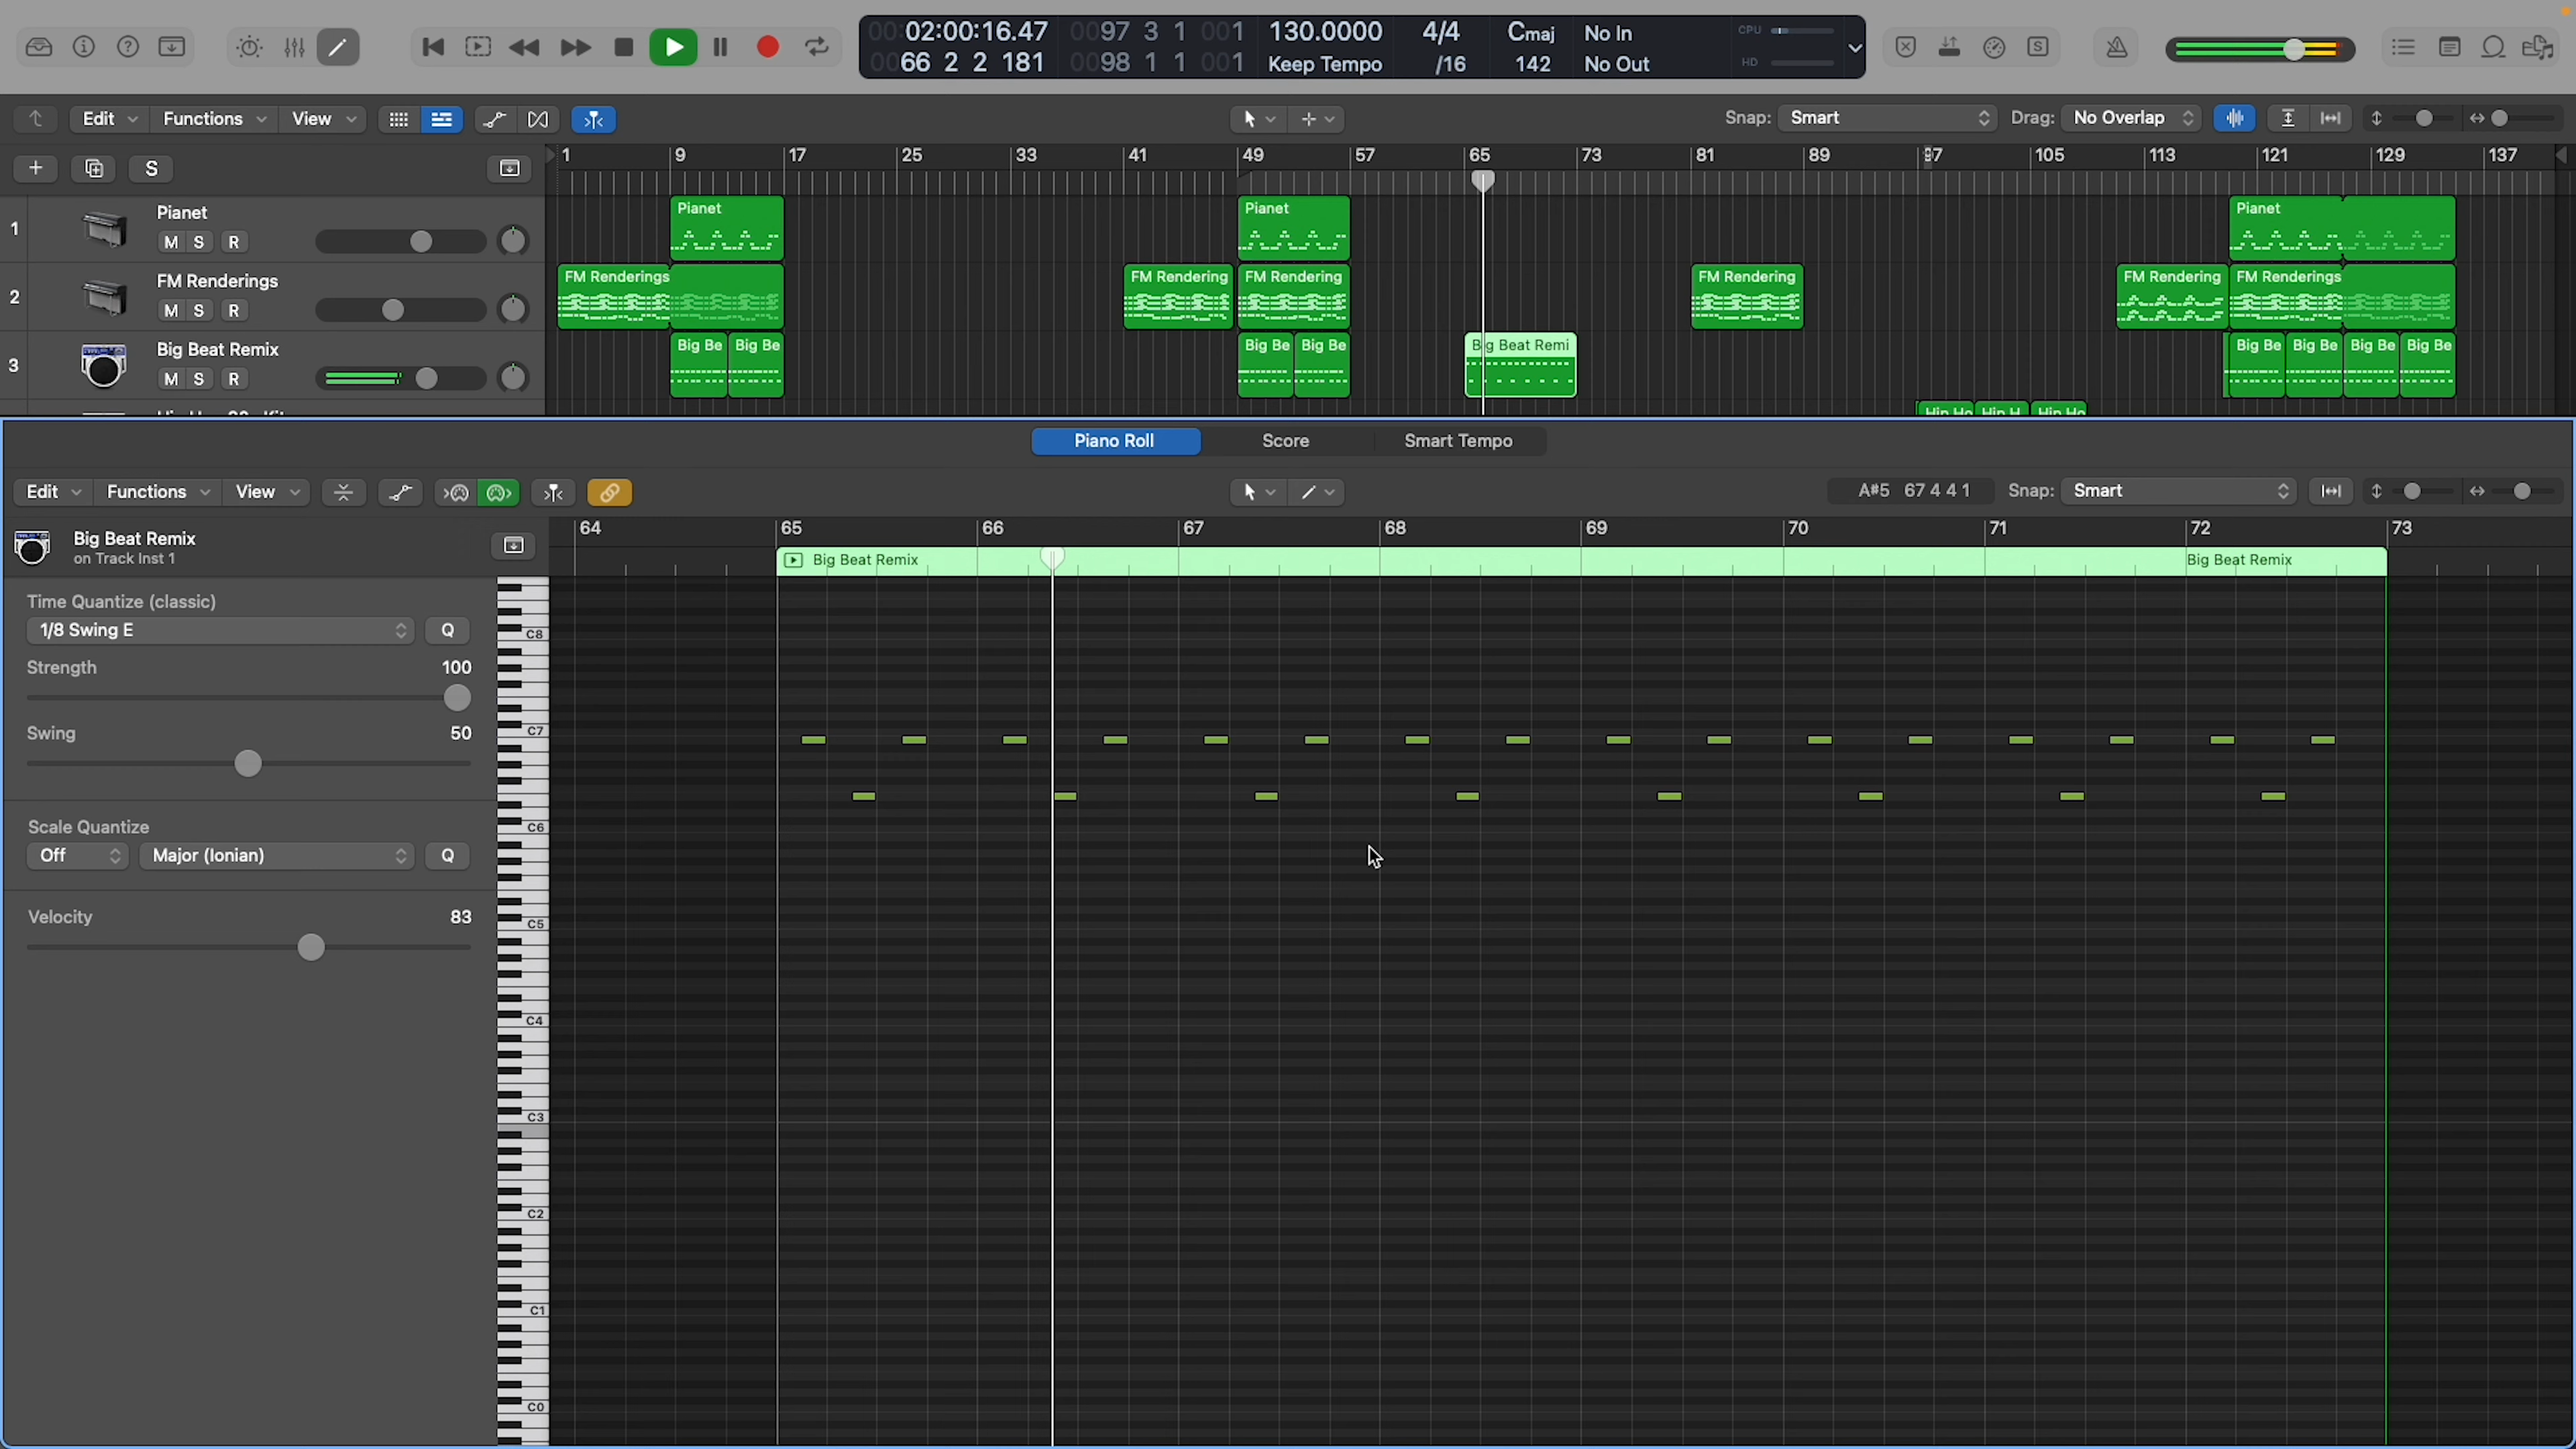 00:02:00:16.47 0097 3 1 001 130.0000 4/4 Cmaj No In CPU
0066 2 2 181 0098 1 1 001 Keep Tempo /16 142 No Out HD
Edit Functions View Snap: Smart Drag: No Overlap
S 1 9 17 25 33 41 49 57 65 73 81 89 97 105 113 121 129 137
1 Pianet Pianet Pianet Pianet
M S R
2 FM Renderings FM Renderings FM Rendering FM Rendering FM Rendering FM Rendering FM Renderings
M S R
3 Big Beat Remix Big Be Big Be Big Be Big Be Big Beat Remi Big Be Big Be Big Be Big Be
M S R
Hip Ho Hip H Hip Ho
Piano Roll Score Smart Tempo
Edit Functions View A#5 67 4 4 1 Snap: Smart
64 65 66 67 68 69 70 71 72 73
Big Beat Remix
on Track Inst 1
Big Beat Remix Big Beat Remix
Time Quantize (classic)
1/8 Swing E Q
Strength 100
Swing 50
Scale Quantize
Off Major (Ionian) Q
Velocity 83
C8
C7
C6
C5
C4
C3
C2
C1
C0